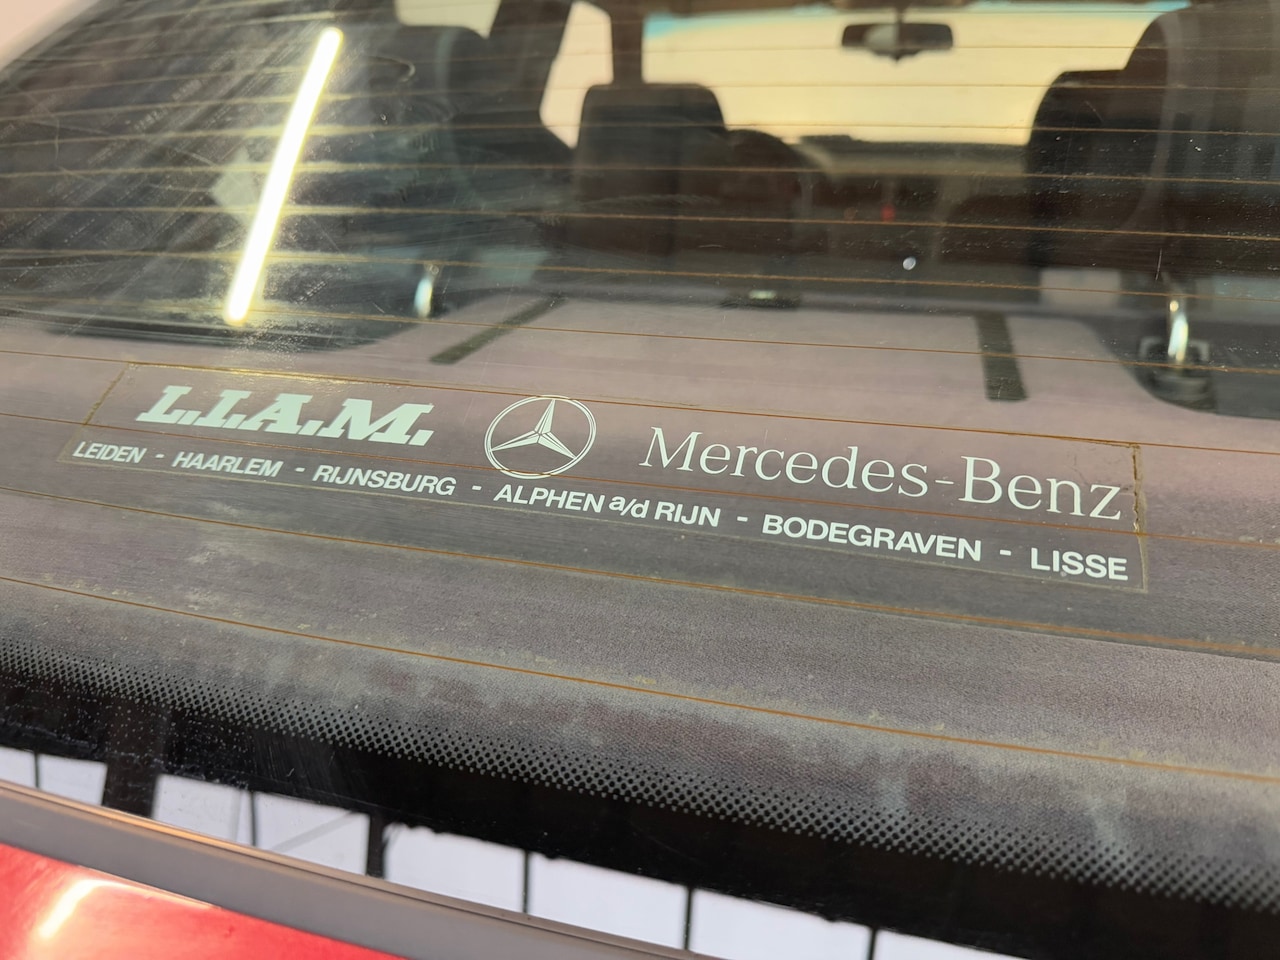 L.I.A.M. Mercedes-Benz
LEIDEN - HAARLEM - RIJNSBURG - ALPHEN a/d RIJN - BODEGRAVEN - LISSE